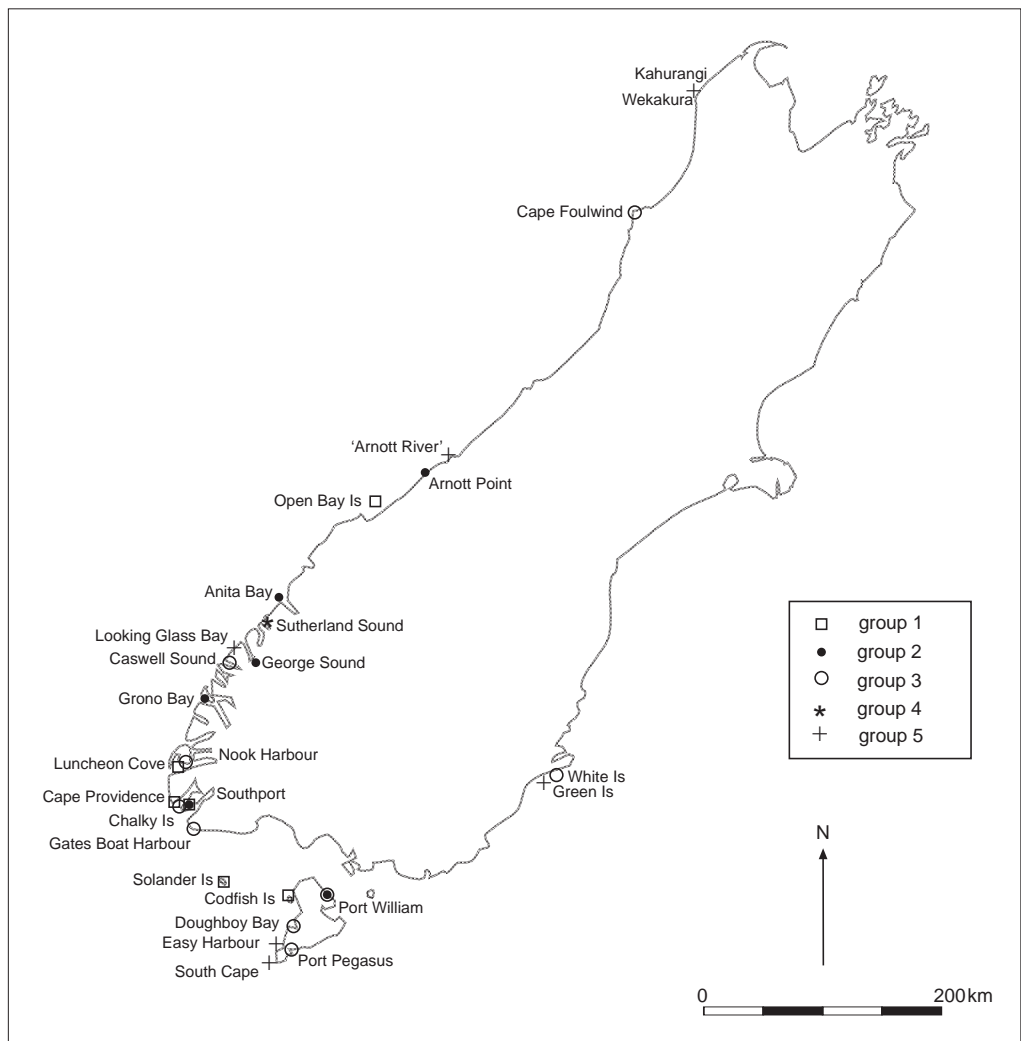 Kahurangi
Wekakura
Cape Foulwind
'Arnott River'
Arnott Point
Open Bay Is
Anita Bay
Sutherland Sound
Looking Glass Bay
Caswell Sound
George Sound
Grono Bay
Nook Harbour
Luncheon Cove
Cape Providence
Southport
Chalky Is
Gates Boat Harbour
White Is
Green Is
Solander Is
Codfish Is
Port William
Doughboy Bay
Easy Harbour
Port Pegasus
South Cape
group 1
group 2
group 3
group 4
group 5
N
0
200 km